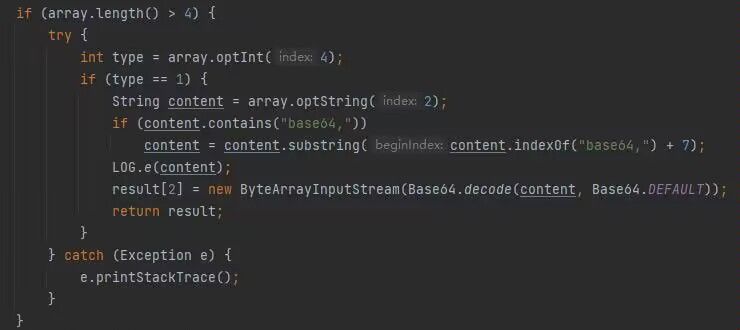 if (array.length() > 4) {
    try {
        int type = array.optInt( index: 4);
        if (type == 1) {
            String content = array.optString( index: 2);
            if (content.contains("base64,"))
                content = content.substring( beginIndex: content.indexOf("base64,") + 7);
            LOG.e(content);
            result[2] = new ByteArrayInputStream(Base64.decode(content, Base64.DEFAULT));
            return result;
        }
    } catch (Exception e) {
        e.printStackTrace();
    }
}